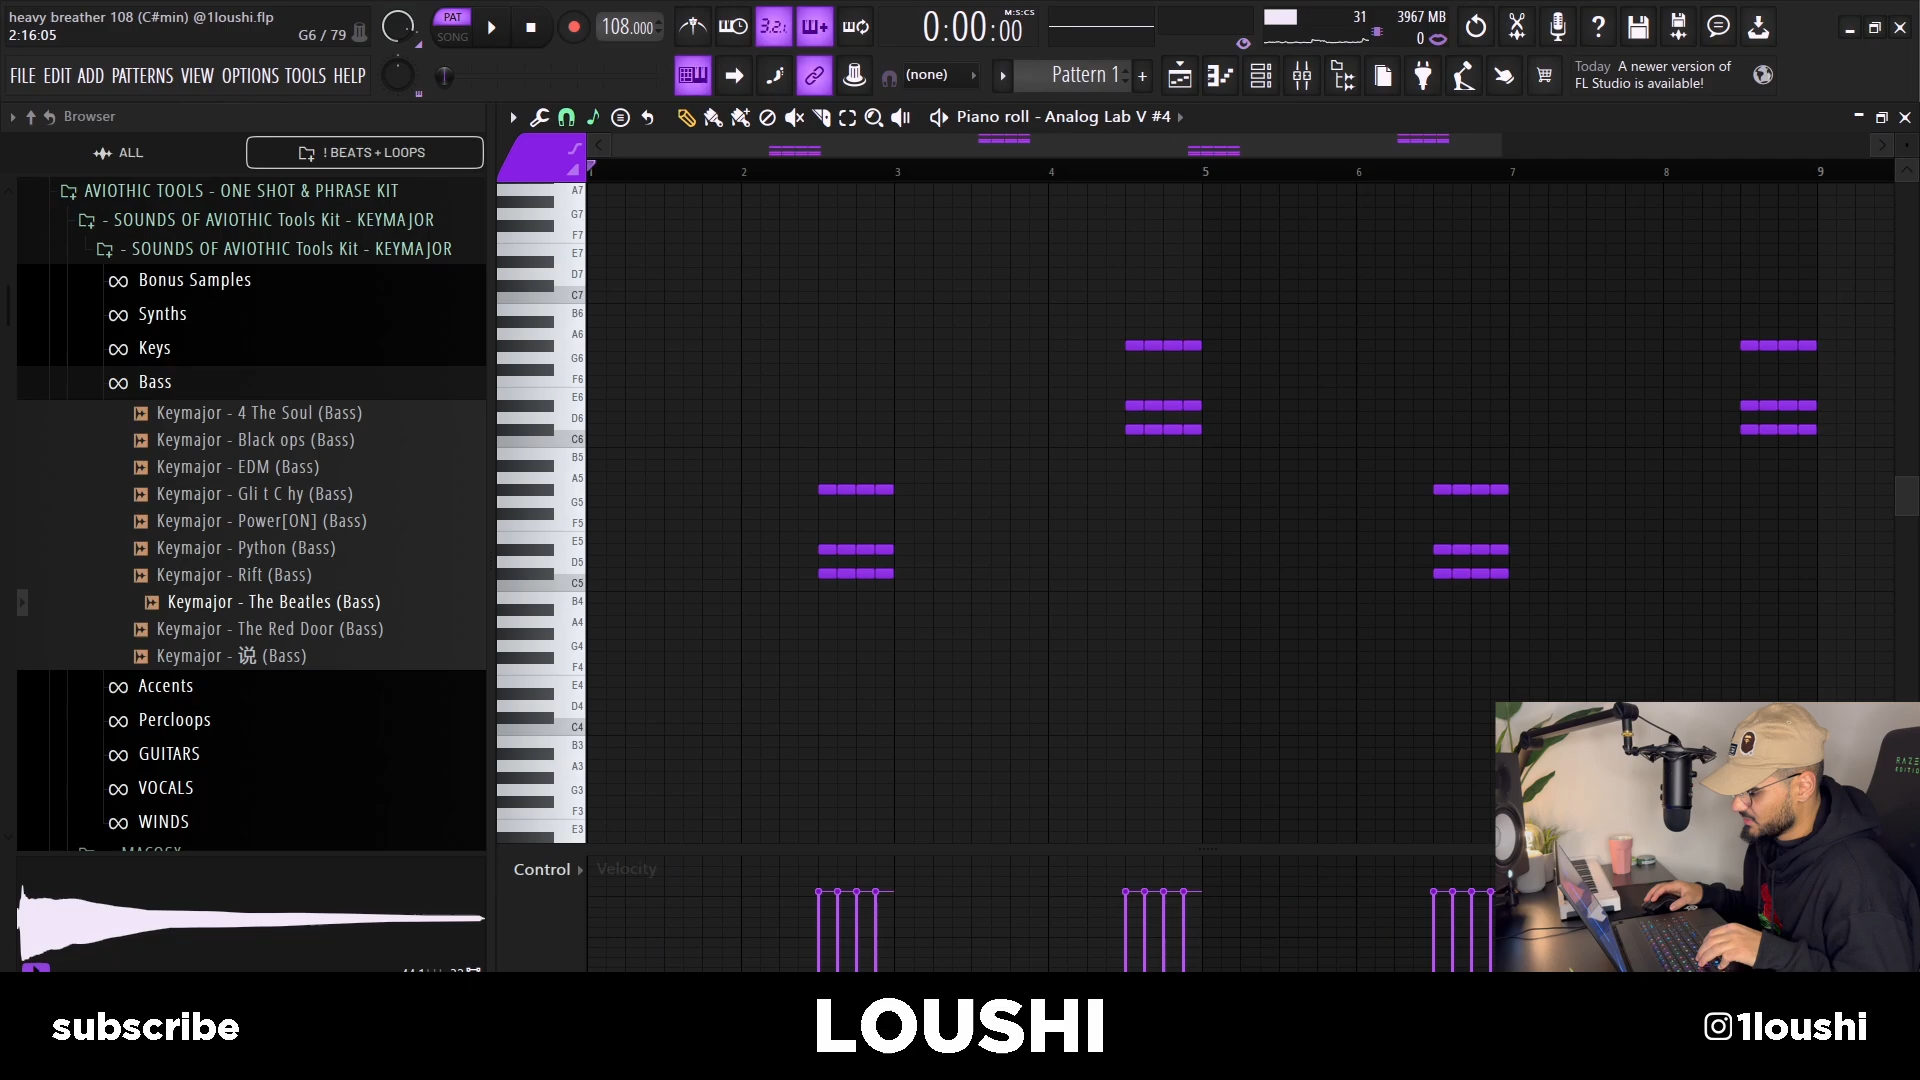 heavy breather 108 (C#min) @1loushi.flp
2:16:05
G6 / 79
PAT
SONG
108.000
3.2.
0:00:00
M:S:CS
31
3967 MB
0
FILE EDIT ADD PATTERNS VIEW OPTIONS TOOLS HELP
(none)
Pattern 1
Today A newer version of
FL Studio is available!
Browser
ALL
! BEATS + LOOPS
Piano roll - Analog Lab V #4
AVIOTHIC TOOLS - ONE SHOT & PHRASE KIT
- SOUNDS OF AVIOTHIC Tools Kit - KEYMAJOR
- SOUNDS OF AVIOTHIC Tools Kit - KEYMAJOR
Bonus Samples
Synths
Keys
Bass
Keymajor - 4 The Soul (Bass)
Keymajor - Black ops (Bass)
Keymajor - EDM (Bass)
Keymajor - Gli t C hy (Bass)
Keymajor - Power[ON] (Bass)
Keymajor - Python (Bass)
Keymajor - Rift (Bass)
Keymajor - The Beatles (Bass)
Keymajor - The Red Door (Bass)
Keymajor - 说 (Bass)
Accents
Percloops
GUITARS
VOCALS
WINDS
1 2 3 4 5 6 7 8 9
A7
G7
F7
E7
D7
C7
B6
A6
G6
F6
E6
D6
C6
B5
A5
G5
F5
E5
D5
C5
B4
A4
G4
F4
E4
D4
C4
B3
A3
G3
F3
E3
Control
Velocity
RAZE
EDITIO
subscribe
LOUSHI
1loushi